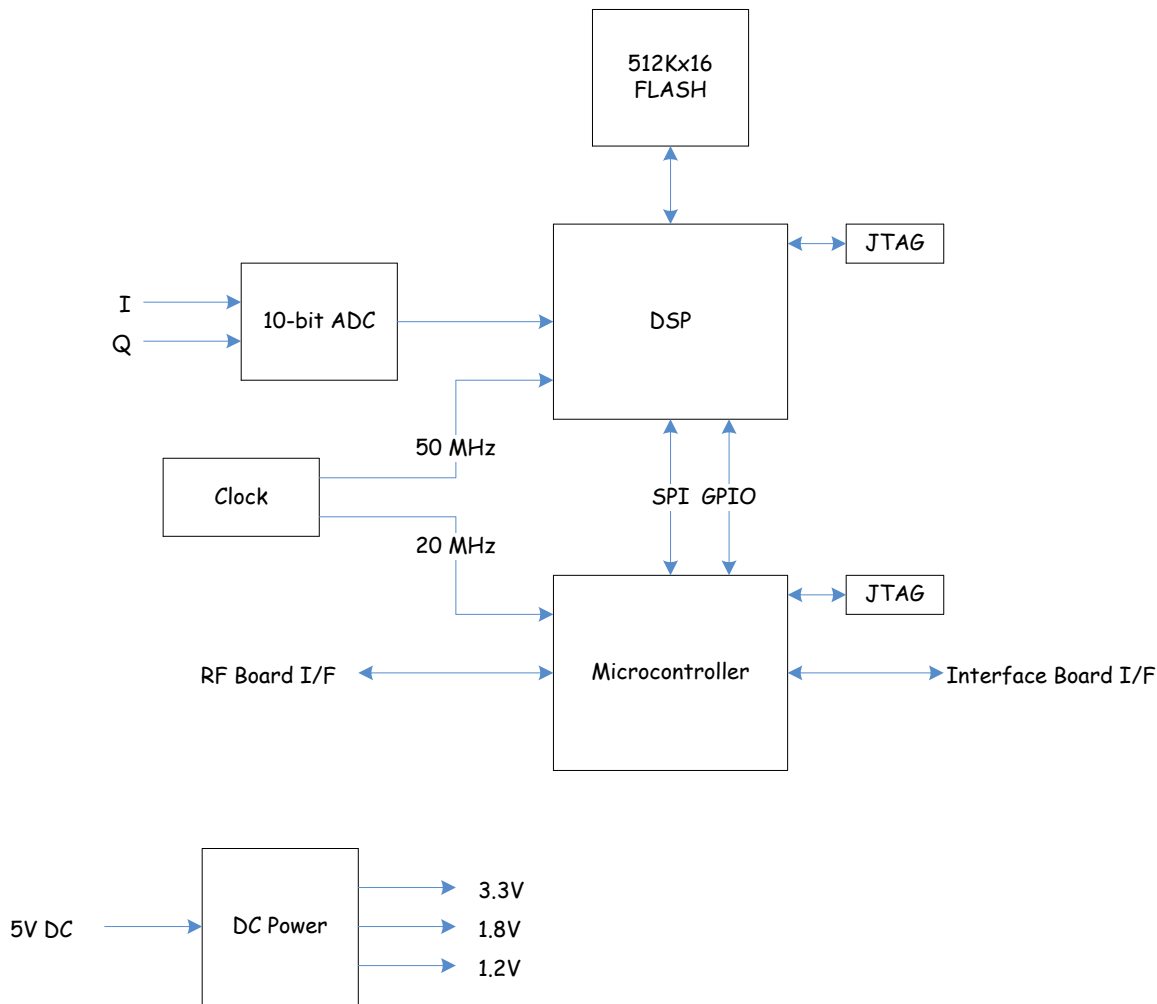 512Kx16
FLASH
JTAG
I
10-bit ADC
DSP
Q
50 MHz
Clock
SPI GPIO
20 MHz
JTAG
RF Board I/F
Microcontroller
Interface Board I/F
3.3V
5V DC
DC Power
1.8V
1.2V